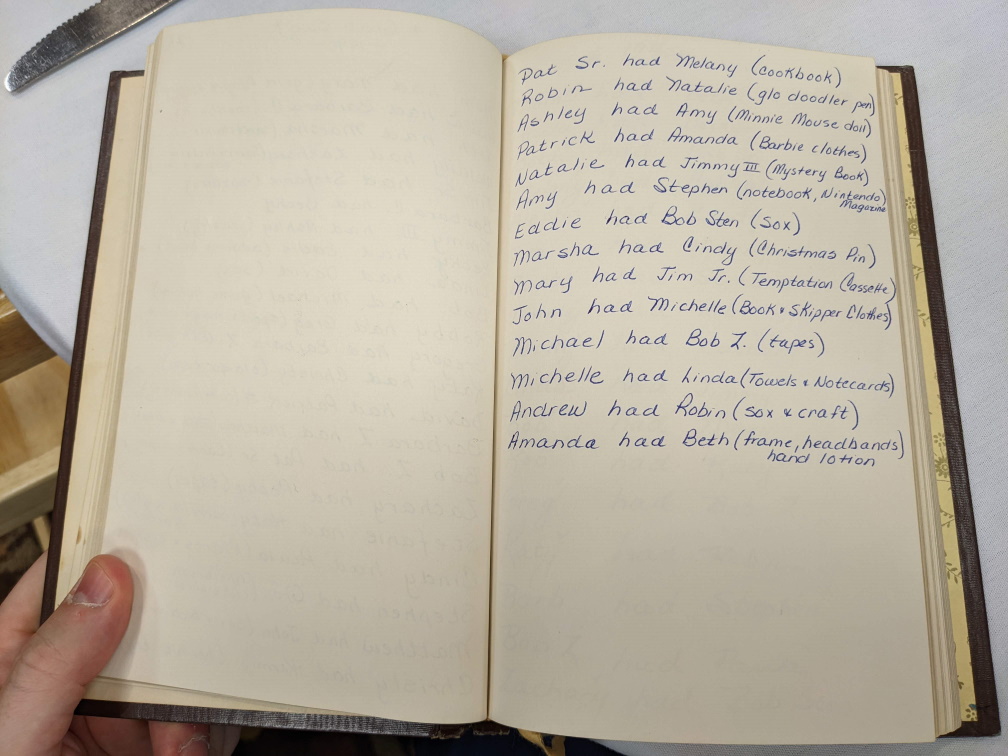 Pat Sr. had Melany (cookbook)
Robin had Natalie (glo doodler pen)
Ashley had Amy (Minnie Mouse doll)
Patrick had Amanda (Barbie clothes)
Natalie had Jimmy III (Mystery Book)
Amy had Stephen (notebook, Nintendo)
Magazine
Eddie had Bob Sten (sox)
Marsha had Cindy (Christmas Pin)
Mary had Jim Jr. (Temptation Cassette)
John had Michelle (Book & Skipper Clothes)
Michael had Bob Z. (tapes)
Michelle had Linda (Towels & Notecards)
Andrew had Robin (sox & craft)
Amanda had Beth (frame, headbands)
hand lotion